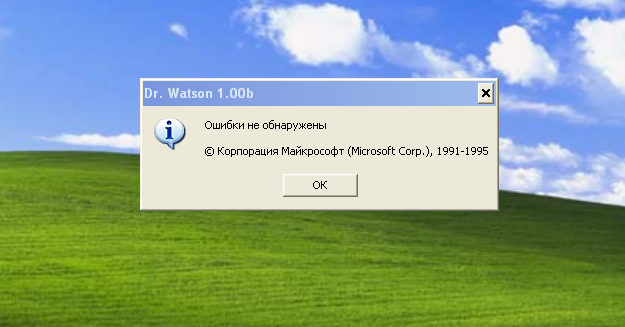 Dr. Watson 1.00b
Ошибки не обнаружены
© Корпорация Майкрософт (Microsoft Corp.), 1991-1995
OK